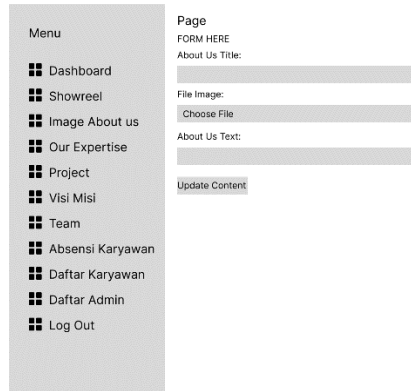 Menu
Dashboard
Showreel
Image About us
Our Expertise
Project
Visi Misi
Team
Absensi Karyawan
Daftar Karyawan
Daftar Admin
Log Out
Page
FORM HERE
About Us Title:
File Image:
Choose File
About Us Text:
Update Content